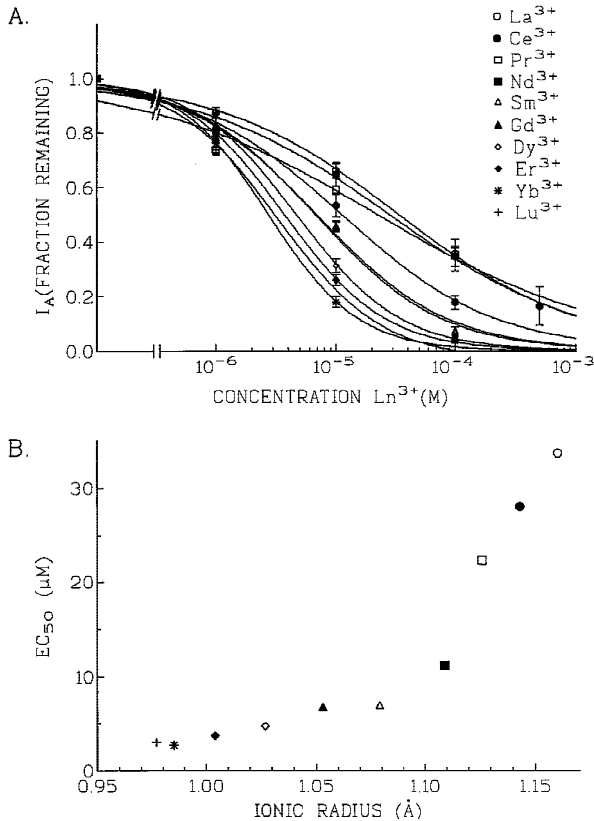 A.
La3+
Ce3+
Pr3+
Nd3+
Sm3+
Gd3+
Dy3+
Er3+
Yb3+
Lu3+
IA(FRACTION REMAINING)
1.0
0.8
0.6
0.4
0.2
0.0
10-6
10-5
10-4
10-3
CONCENTRATION Ln3+(M)
B.
EC50 (μM)
30
20
10
0
0.95
1.00
1.05
1.10
1.15
IONIC RADIUS (Å)